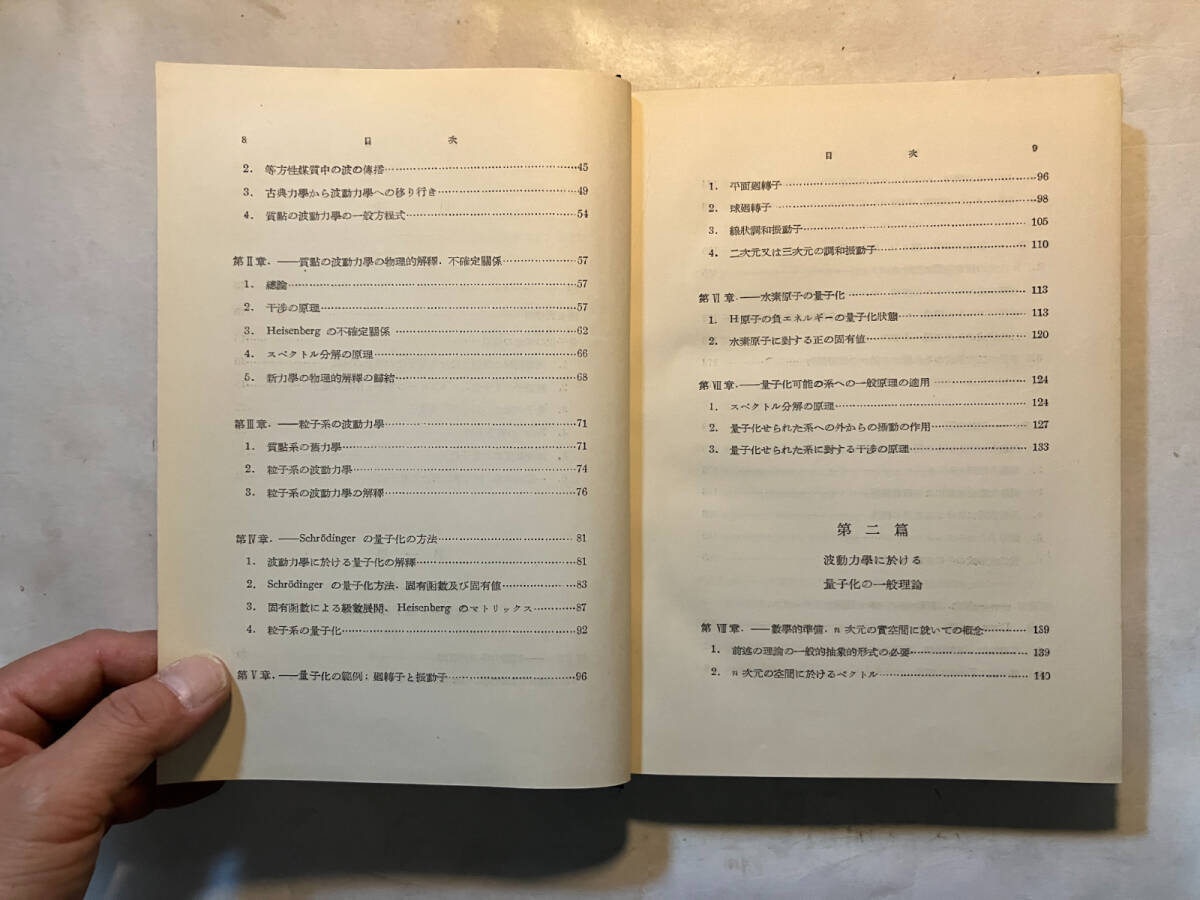 8 目次
2. 等方性媒質中の波の傳播……45
3. 古典力學から波動力學への移り行き……49
4. 質點の波動力學の一般方程式……54
第Ⅱ章.——質點の波動力學の物理的解釋.不確定關係……57
1. 總論……57
2. 干渉の原理……57
3. Heisenberg の不確定關係……62
4. スペクトル分解の原理……66
5. 新力學の物理的解釋の歸結……68
第Ⅲ章.——粒子系の波動力學……71
1. 質點系の舊力學……71
2. 粒子系の波動力學……74
3. 粒子系の波動力學の解釋……76
第Ⅳ章.——Schrödinger の量子化の方法……81
1. 波動力學に於ける量子化の解釋……81
2. Schrödinger の量子化方法.固有函數及び固有値……83
3. 固有函數による級數展開、Heisenberg のマトリックス……87
4. 粒子系の量子化……92
第Ⅴ章.——量子化の範例; 廻轉子と振動子……96
目次 9
1. 平面廻轉子……96
2. 球廻轉子……98
3. 線狀調和振動子……105
4. 二次元又は三次元の調和振動子……110
第Ⅵ章.——水素原子の量子化……113
1. H原子の負エネルギーの量子化狀態……113
2. 水素原子に對する正の固有値……120
第Ⅶ章.——量子化可能の系への一般原理の適用……124
1. スペクトル分解の原理……124
2. 量子化せられた系への外からの擾動の作用……127
3. 量子化せられた系に對する干渉の原理……133
第二篇
波動力學に於ける
量子化の一般理論
第Ⅷ章.——數學的準備.n 次元の實空間に就いての概念……139
1. 前述の理論の一般的抽象的形式の必要……139
2. n 次元の空間に於けるベクトル……140